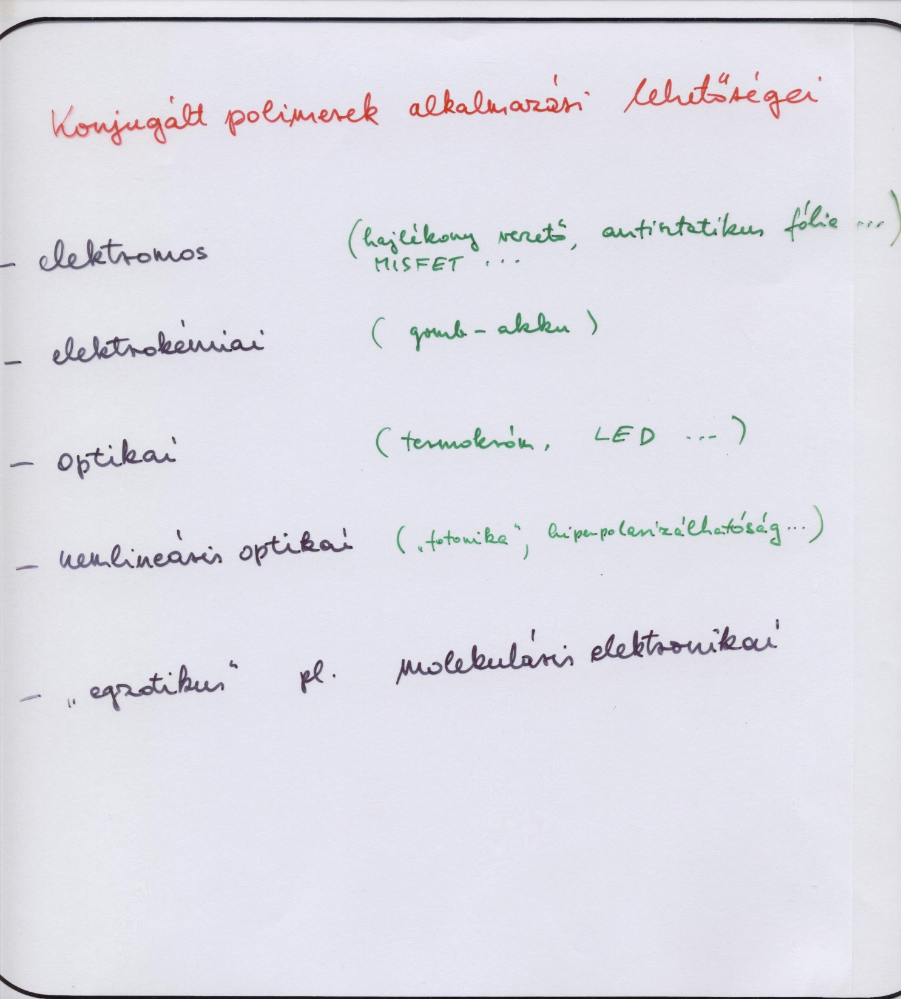 Konjugált polimerek alkalmazási lehetőségei
- elektromos (hajlékony vezető, antisztatikus fólia ...)
MISFET ...
- elektrokémiai (gomb-akku)
- optikai (termokróm, LED ...)
- nemlineáris optikai („fotonika“, hiperpolarizálhatóság...)
- „egzotikus“ pl. molekuláris elektronikai